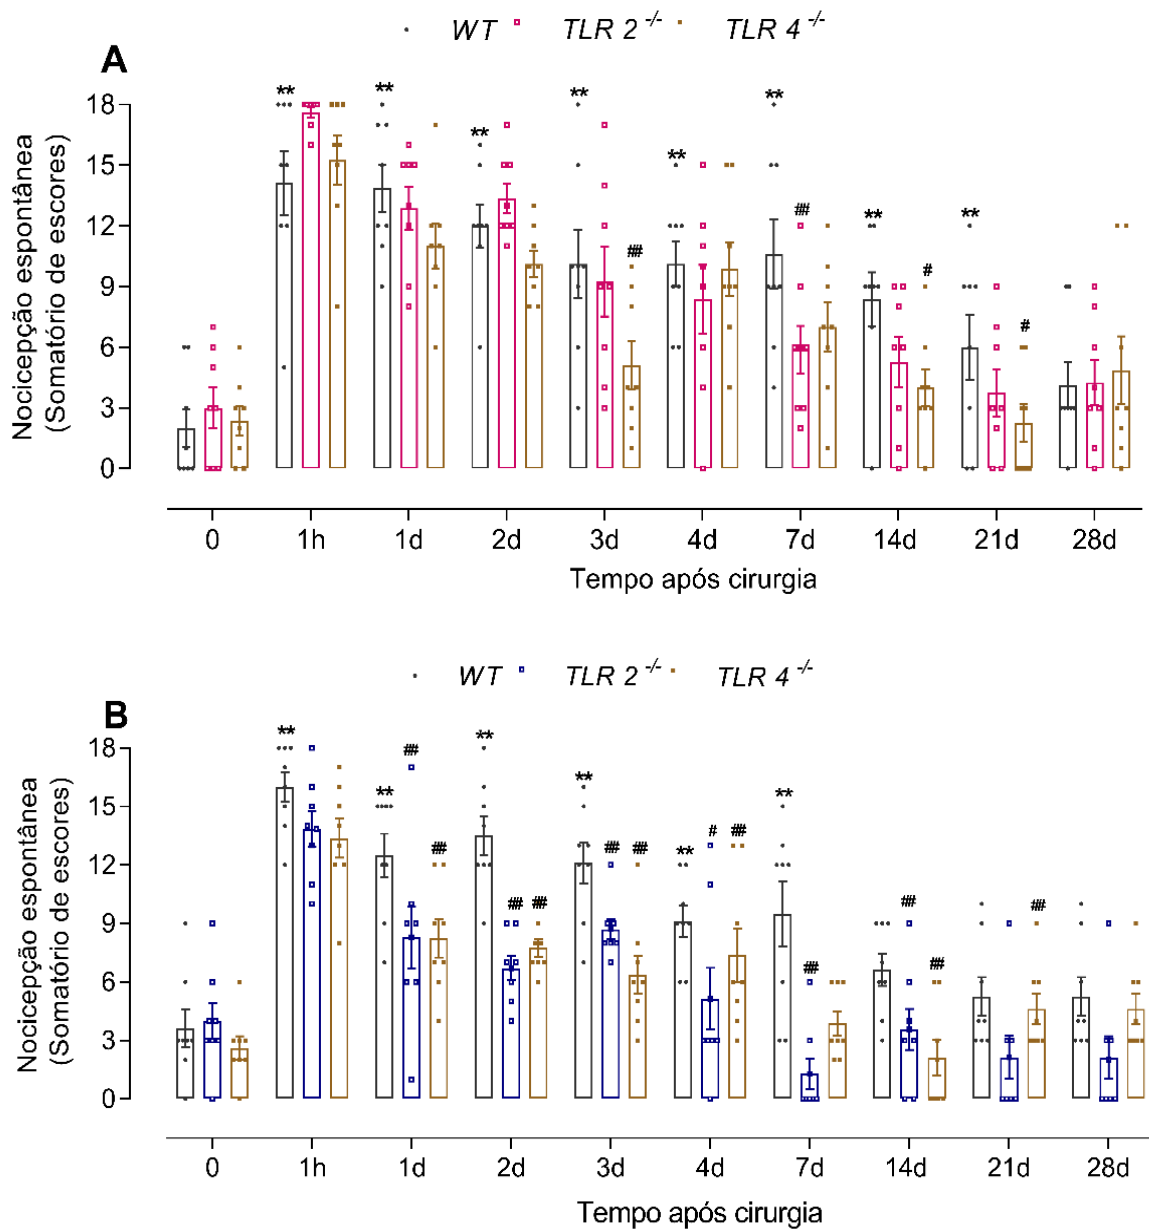 WT TLR 2 -/- TLR 4 -/-
A
Nocicepção espontânea
(Somatório de escores)
18
15
12
9
6
3
0
** ** ** ** ** ** ** **
## ## # #
0 1h 1d 2d 3d 4d 7d 14d 21d 28d
Tempo após cirurgia
WT TLR 2 -/- TLR 4 -/-
B
Nocicepção espontânea
(Somatório de escores)
18
15
12
9
6
3
0
** ** ** ** ** **
## ## ## ## ## ## # ## ## ## ## ##
0 1h 1d 2d 3d 4d 7d 14d 21d 28d
Tempo após cirurgia